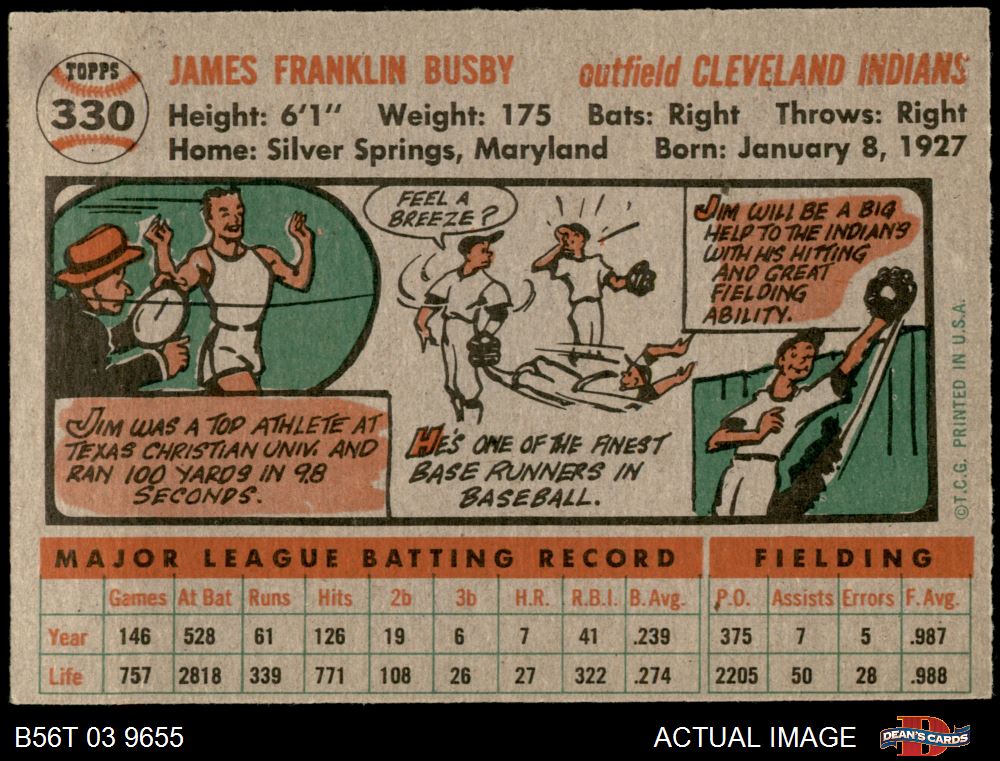 TOPPS
330
JAMES FRANKLIN BUSBY outfield CLEVELAND INDIANS
Height: 6'1" Weight: 175 Bats: Right Throws: Right
Home: Silver Springs, Maryland Born: January 8, 1927
JIM WAS A TOP ATHLETE AT
TEXAS CHRISTIAN UNIV. AND
RAN 100 YARDS IN 9.8
SECONDS.
FEEL A
BREEZE?
HE'S ONE OF THE FINEST
BASE RUNNERS IN
BASEBALL.
JIM WILL BE A BIG
HELP TO THE INDIANS
WITH HIS HITTING
AND GREAT
FIELDING
ABILITY.
©T.C.G. PRINTED IN U.S.A.
MAJOR LEAGUE BATTING RECORD FIELDING
Games At Bat Runs Hits 2b 3b H.R. R.B.I. B. Avg. P.O. Assists Errors F. Avg.
Year 146 528 61 126 19 6 7 41 .239 375 7 5 .987
Life 757 2818 339 771 108 26 27 322 .274 2205 50 28 .988
B56T 03 9655 ACTUAL IMAGE DEAN'S CARDS